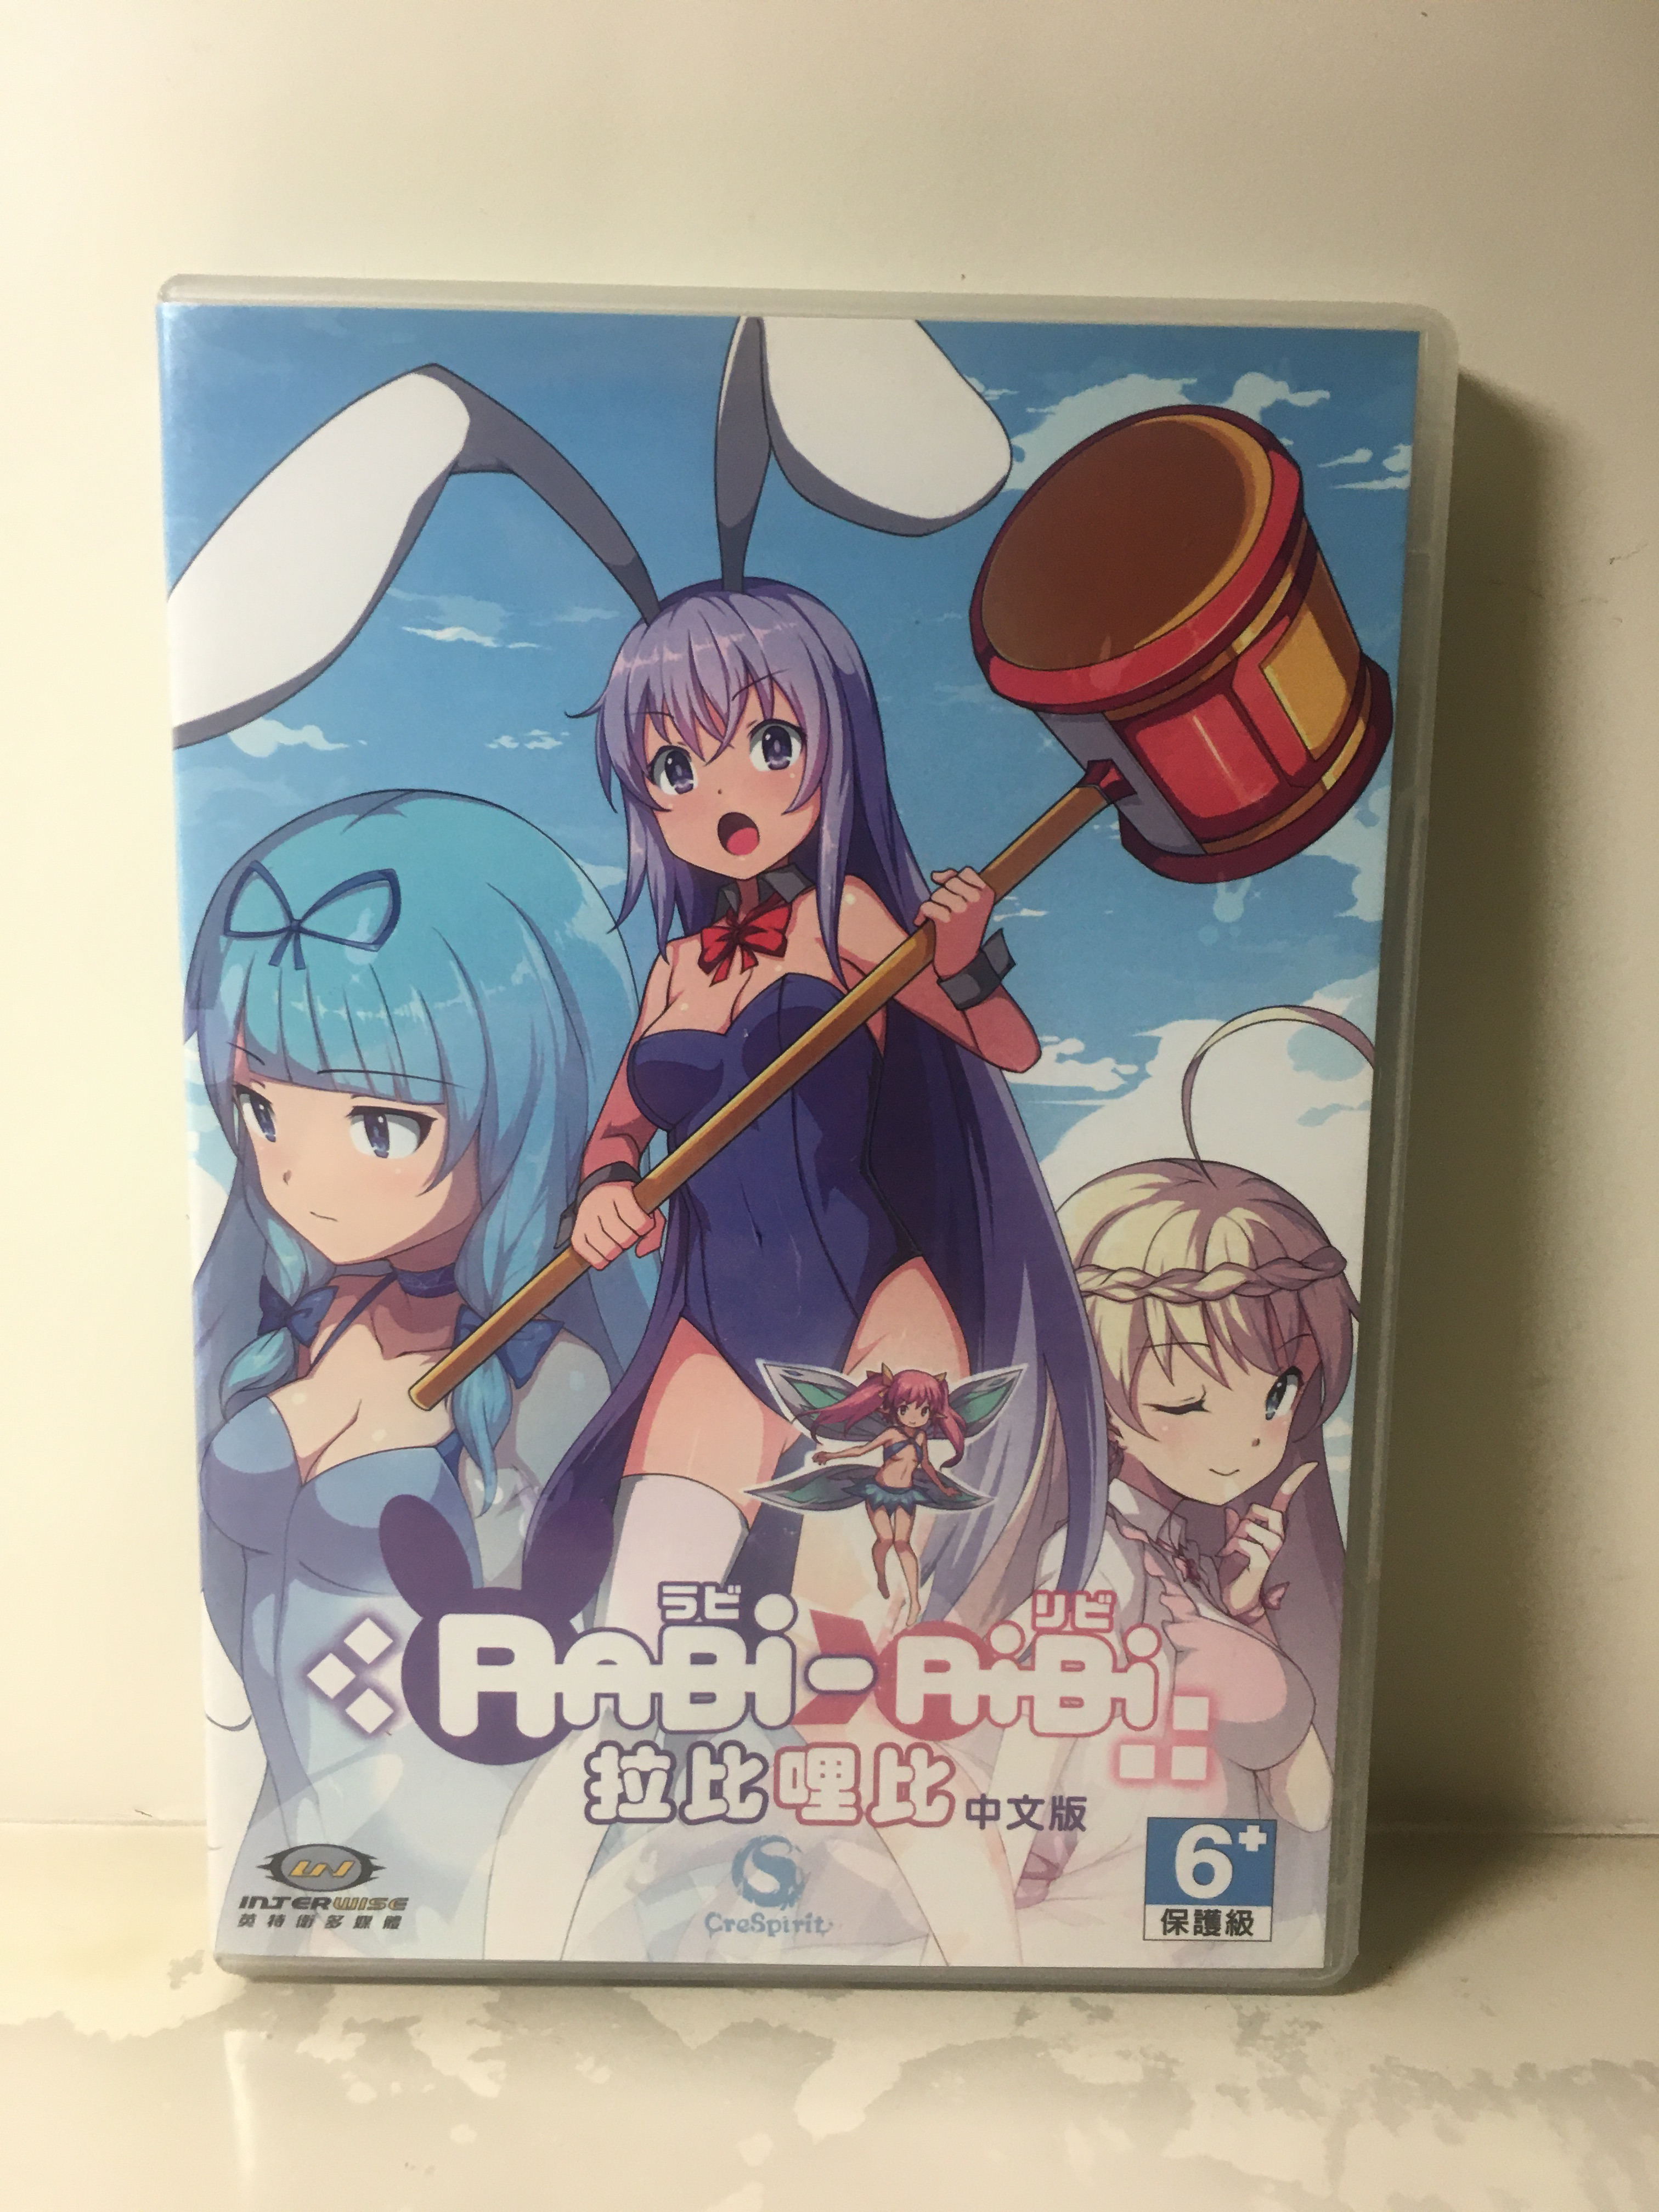 ラビ リビ
RABi-RiBi
拉比哩比 中文版
INTERWISE
英特衛多媒體
CreSpirit
6+
保護級